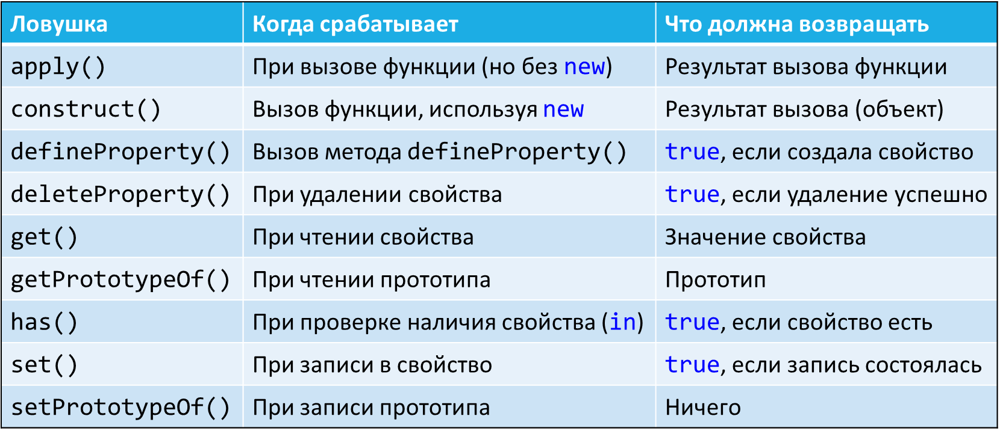 Ловушка Когда срабатывает Что должна возвращать
apply() При вызове функции (но без new) Результат вызова функции
construct() Вызов функции, используя new Результат вызова (объект)
defineProperty() Вызов метода defineProperty() true, если создала свойство
deleteProperty() При удалении свойства true, если удаление успешно
get() При чтении свойства Значение свойства
getPrototypeOf() При чтении прототипа Прототип
has() При проверке наличия свойства (in) true, если свойство есть
set() При записи в свойство true, если запись состоялась
setPrototypeOf() При записи прототипа Ничего